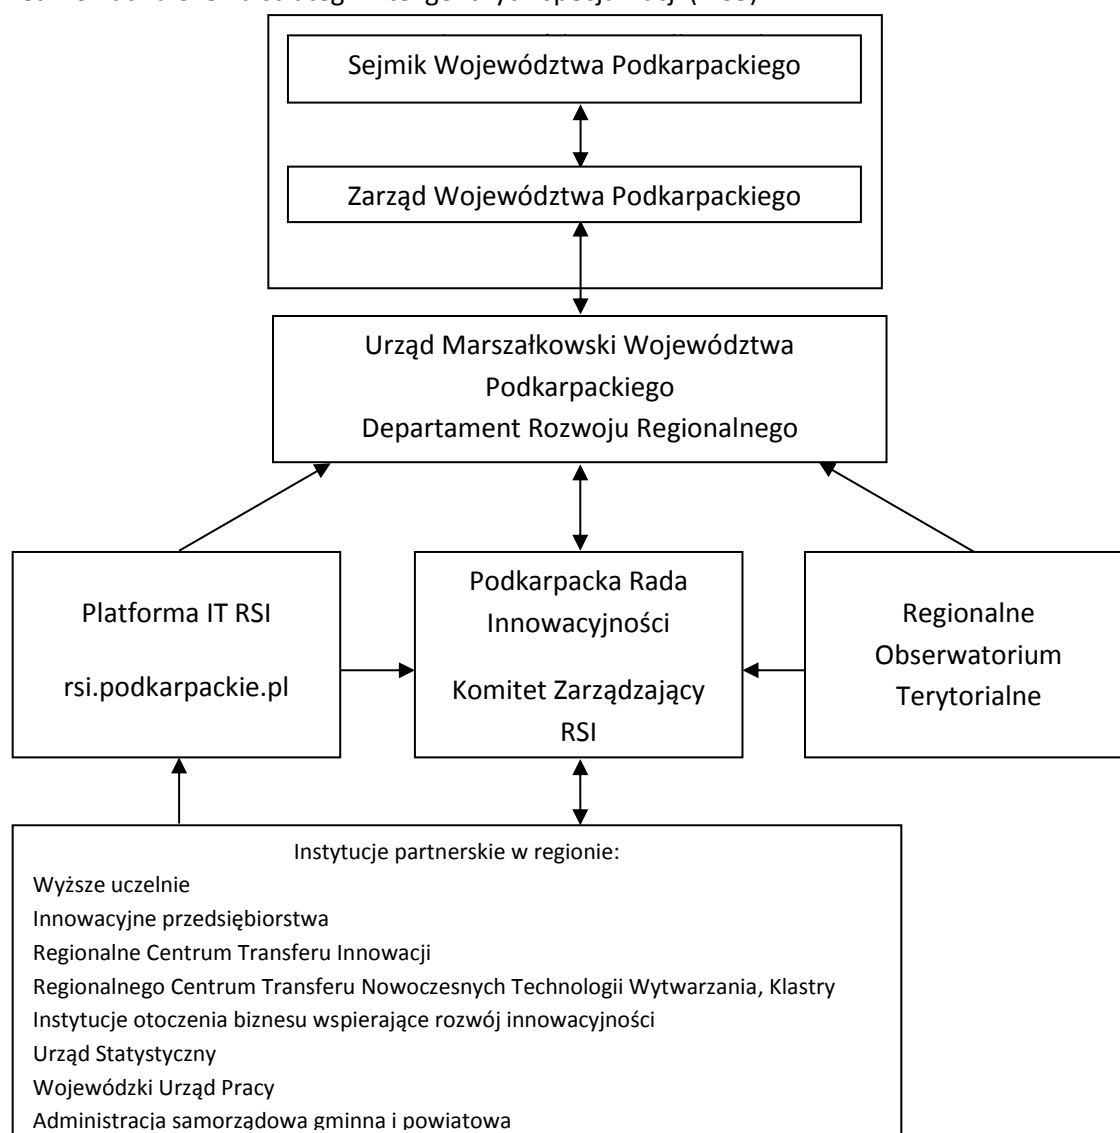 Sejmik Województwa Podkarpackiego
Zarząd Województwa Podkarpackiego
Urząd Marszałkowski Województwa
Podkarpackiego
Departament Rozwoju Regionalnego
Platforma IT RSI
rsi.podkarpackie.pl
Podkarpacka Rada
Innowacyjności
Komitet Zarządzający
RSI
Regionalne
Obserwatorium
Terytorialne
Instytucje partnerskie w regionie:
Wyższe uczelnie
Innowacyjne przedsiębiorstwa
Regionalne Centrum Transferu Innowacji
Regionalnego Centrum Transferu Nowoczesnych Technologii Wytwarzania, Klastry
Instytucje otoczenia biznesu wspierające rozwój innowacyjności
Urząd Statystyczny
Wojewódzki Urząd Pracy
Administracja samorządowa gminna i powiatowa